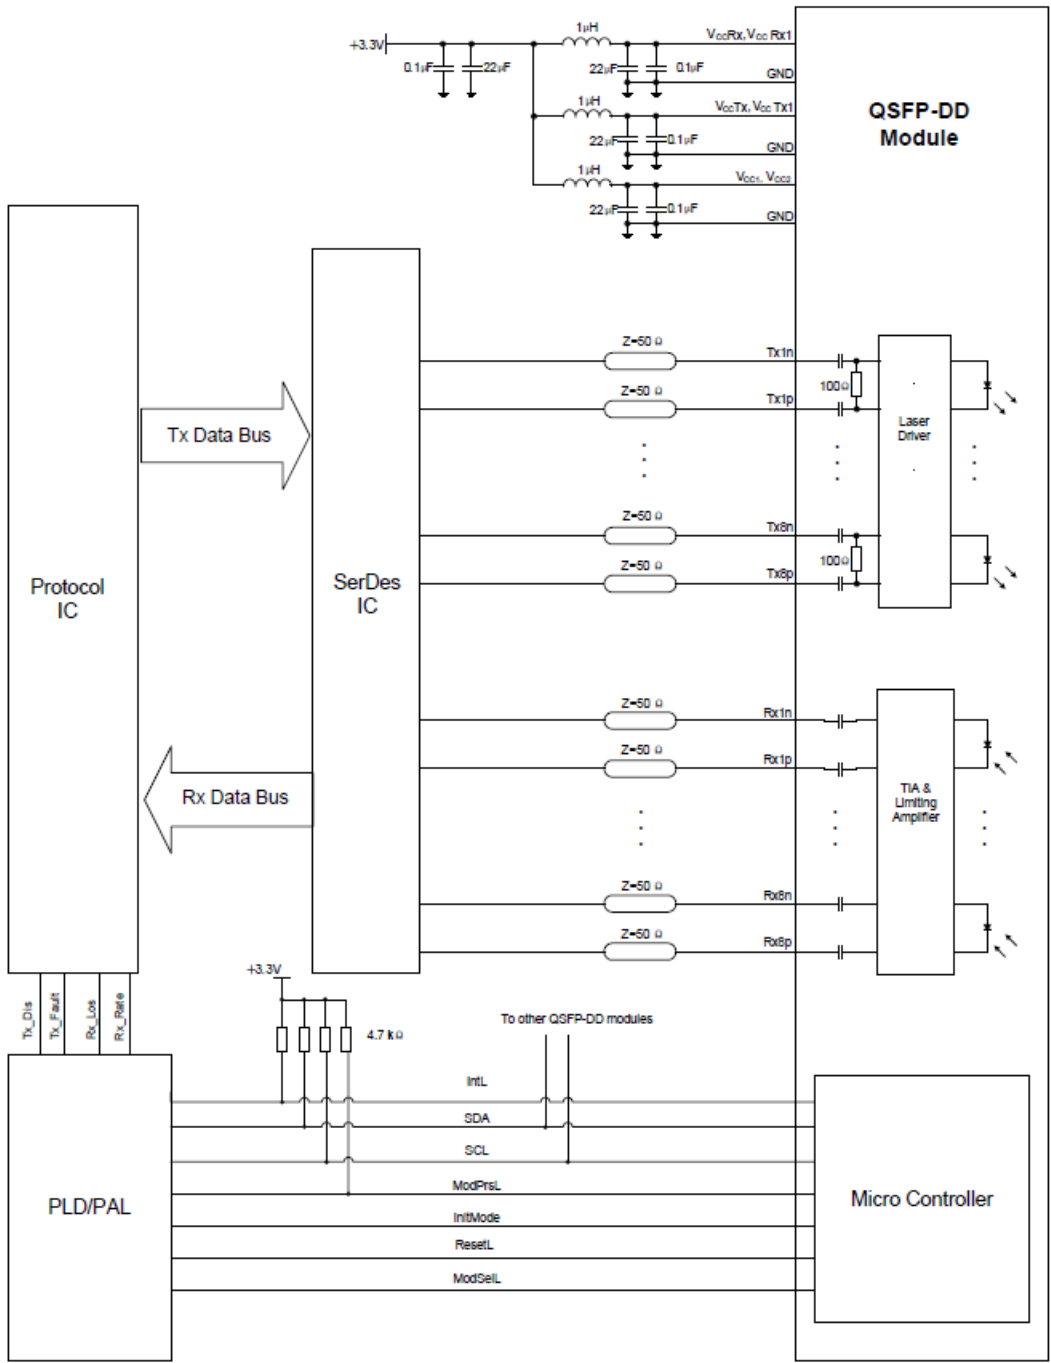 1μH
VCCRx, VCC Rx1
+3.3V
0.1μF
22μF
22μF
0.1μF
GND
QSFP-DD
Module
1μH
VCCTx, VCC Tx1
22μF
0.1μF
GND
1μH
VCC1, VCC2
22μF
0.1μF
GND
Z=50 Ω
Tx1n
100Ω
Z=50 Ω
Tx1p
Laser
Driver
Tx Data Bus
Z=50 Ω
Tx8n
100Ω
Z=50 Ω
Tx8p
Protocol
IC
SerDes
IC
Z=50 Ω
Rx1n
Z=50 Ω
Rx1p
TIA &
Limiting
Amplifier
Rx Data Bus
Z=50 Ω
Rx8n
Z=50 Ω
Rx8p
+3.3V
Tx_Dis
Tx_Fault
Rx_Los
Rx_Rate
4.7 kΩ
To other QSFP-DD modules
IntL
SDA
SCL
ModPrsL
PLD/PAL
Micro Controller
InitMode
ResetL
ModSelL